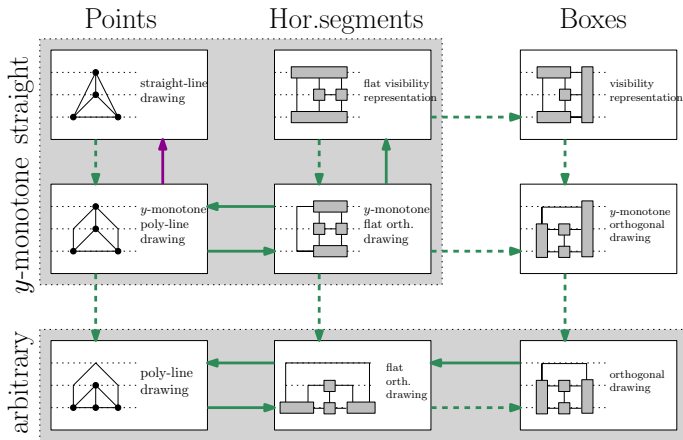 Points
Hor.segments
Boxes
straight
straight-line
drawing
flat visibility
representation
visibility
representation
y-monotone
y-monotone
poly-line
drawing
y-monotone
flat orth.
drawing
y-monotone
orthogonal
drawing
arbitrary
poly-line
drawing
flat
orth.
drawing
orthogonal
drawing